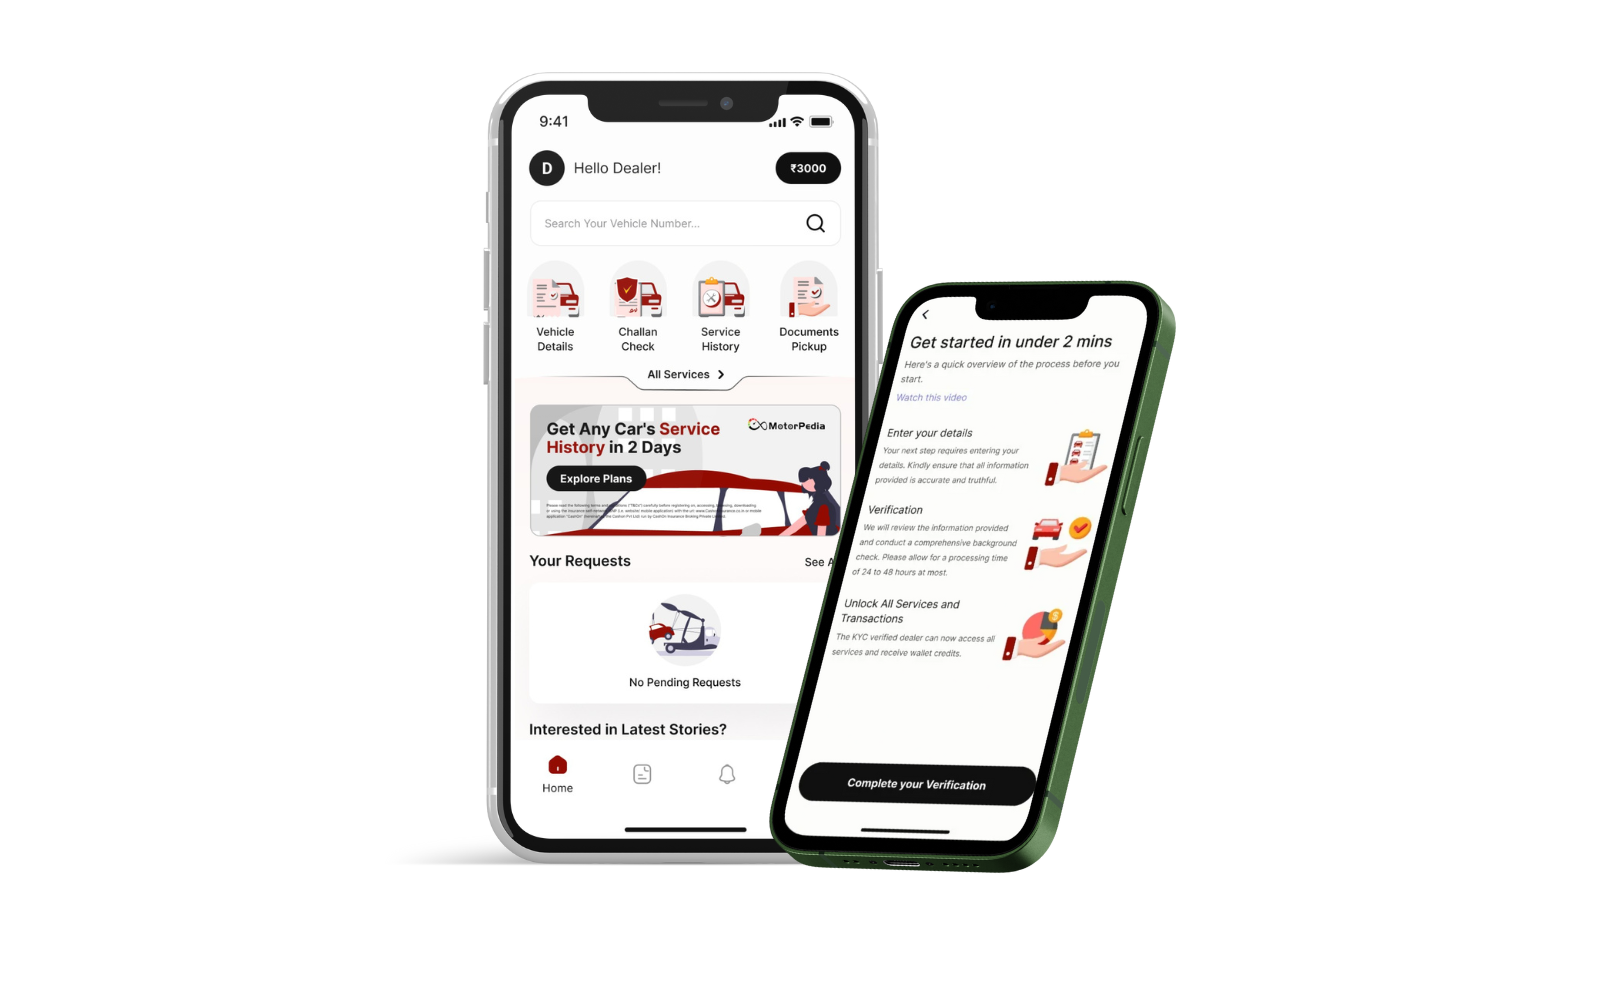 9:41
D Hello Dealer! ₹3000
Search Your Vehicle Number...
Vehicle Details
Challan Check
Service History
Documents Pickup
All Services
Get Any Car's Service
History in 2 Days
MotorPedia
Explore Plans
Your Requests
See
No Pending Requests
Interested in Latest Stories?
Home
Get started in under 2 mins
Here's a quick overview of the process before you
start.
Watch this video
Enter your details
Your next step requires entering your
details. Kindly ensure that all information
provided is accurate and truthful.
Verification
We will review the information provided
and conduct a comprehensive background
check. Please allow for a processing time
of 24 to 48 hours at most.
Unlock All Services and
Transactions
The KYC verified dealer can now access all
services and receive wallet credits.
Complete your Verification